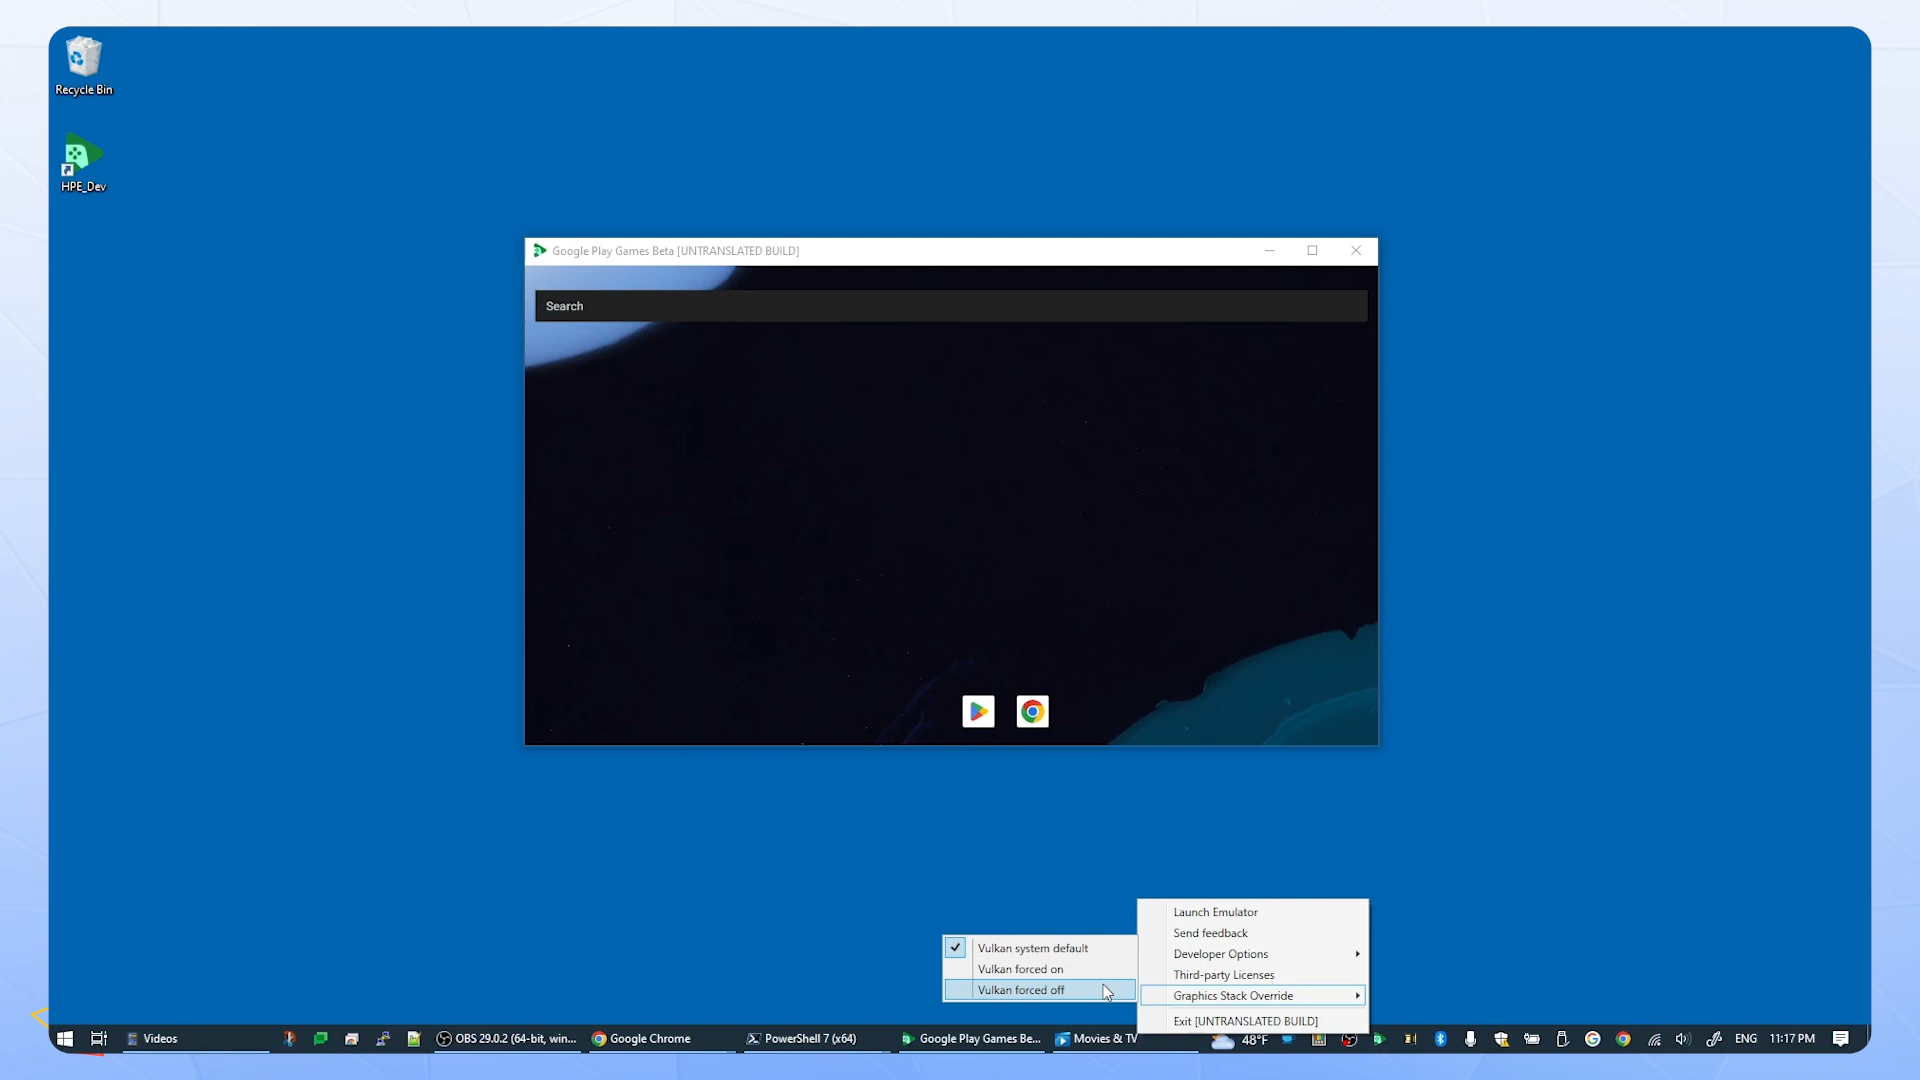 Recycle Bin
HPE_Dev
Google Play Games Beta [UNTRANSLATED BUILD]
Search
Launch Emulator
Send feedback
Developer Options
Third-party Licenses
Graphics Stack Override
Exit [UNTRANSLATED BUILD]
Vulkan system default
Vulkan forced on
Vulkan forced off
Videos
OBS 29.0.2 (64-bit, win...
Google Chrome
PowerShell 7 (x64)
Google Play Games Be...
Movies & TV
48°F
ENG
11:17 PM